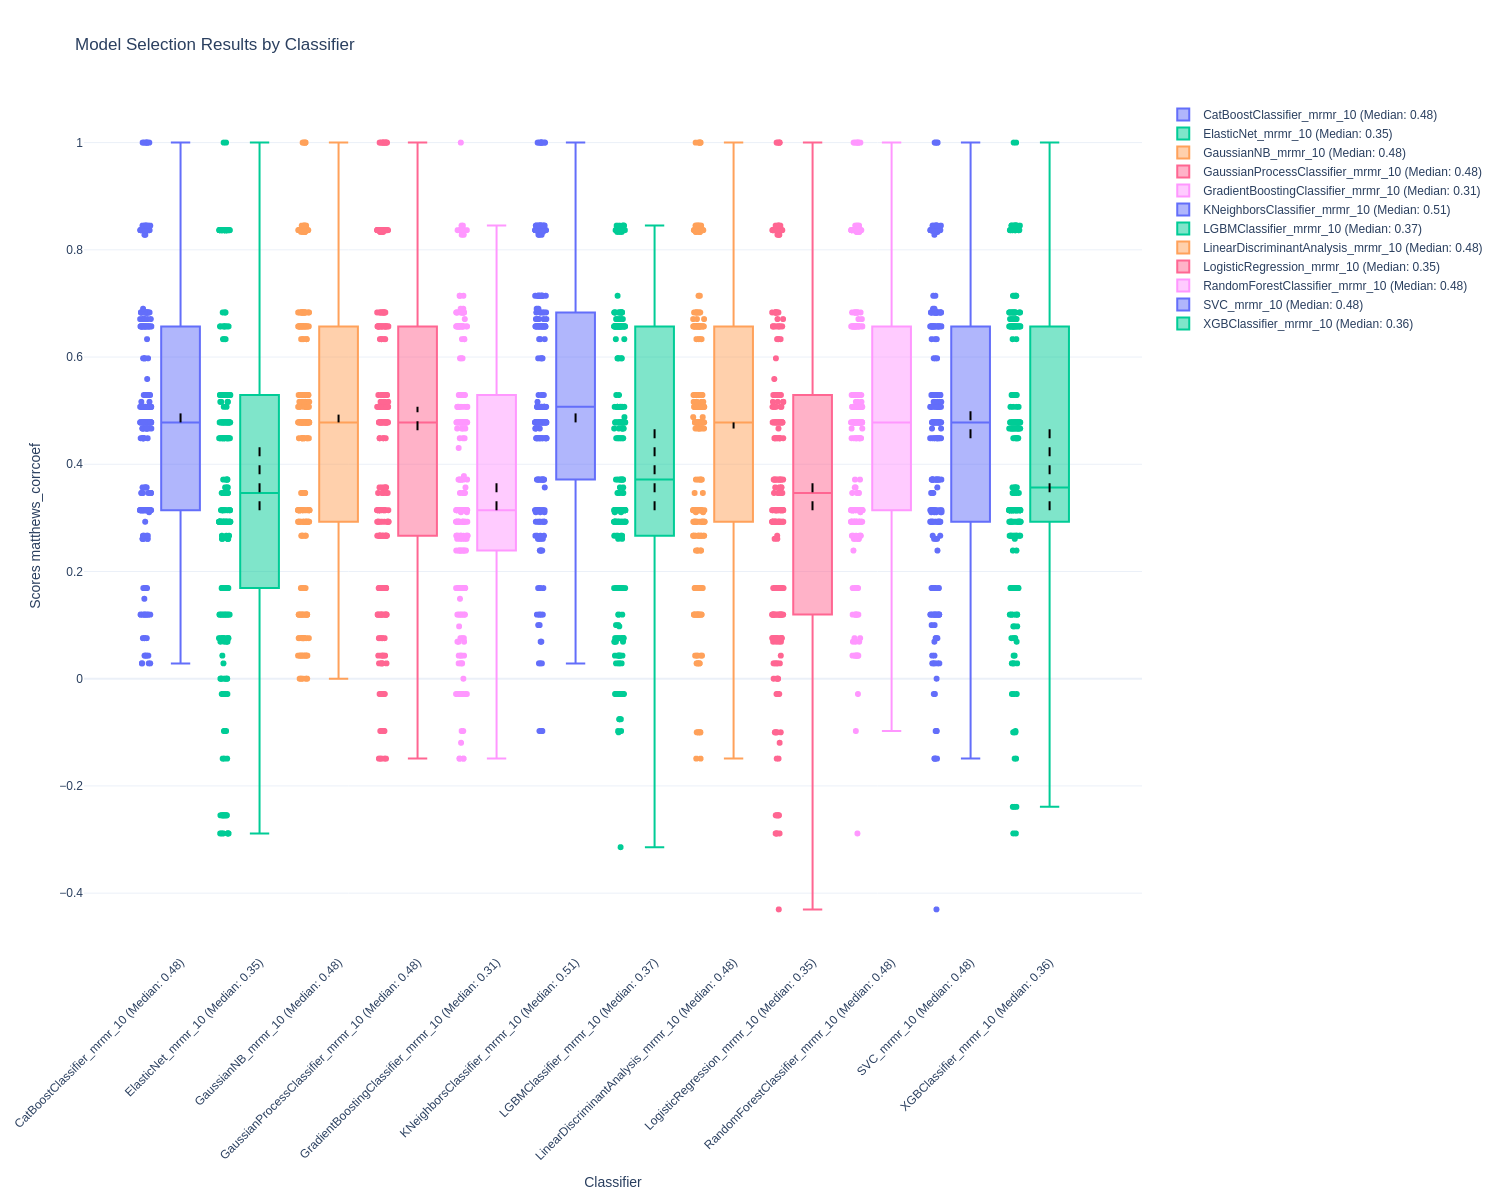 Model Selection Results by Classifier
CatBoostClassifier_mrmr_10 (Median: 0.48)
ElasticNet_mrmr_10 (Median: 0.35)
GaussianNB_mrmr_10 (Median: 0.48)
GaussianProcessClassifier_mrmr_10 (Median: 0.48)
GradientBoostingClassifier_mrmr_10 (Median: 0.31)
KNeighborsClassifier_mrmr_10 (Median: 0.51)
LGBMClassifier_mrmr_10 (Median: 0.37)
LinearDiscriminantAnalysis_mrmr_10 (Median: 0.48)
LogisticRegression_mrmr_10 (Median: 0.35)
RandomForestClassifier_mrmr_10 (Median: 0.48)
SVC_mrmr_10 (Median: 0.48)
XGBClassifier_mrmr_10 (Median: 0.36)
Scores matthews_corrcoef
1
0.8
0.6
0.4
0.2
0
−0.2
−0.4
CatBoostClassifier_mrmr_10 (Median: 0.48)
ElasticNet_mrmr_10 (Median: 0.35)
GaussianNB_mrmr_10 (Median: 0.48)
GaussianProcessClassifier_mrmr_10 (Median: 0.48)
GradientBoostingClassifier_mrmr_10 (Median: 0.31)
KNeighborsClassifier_mrmr_10 (Median: 0.51)
LGBMClassifier_mrmr_10 (Median: 0.37)
LinearDiscriminantAnalysis_mrmr_10 (Median: 0.48)
LogisticRegression_mrmr_10 (Median: 0.35)
RandomForestClassifier_mrmr_10 (Median: 0.48)
SVC_mrmr_10 (Median: 0.48)
XGBClassifier_mrmr_10 (Median: 0.36)
Classifier